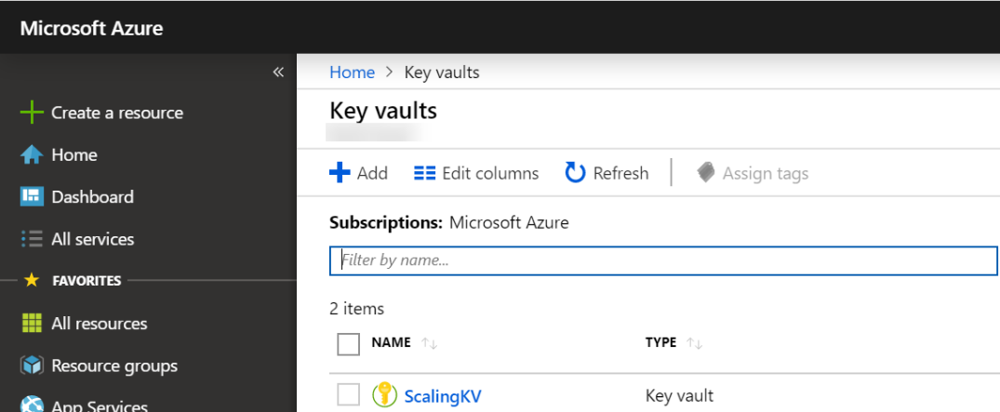 Microsoft Azure
«
Home > Key vaults
Create a resource
Key vaults
Home
Add Edit columns Refresh Assign tags
Dashboard
Subscriptions: Microsoft Azure
All services
Filter by name...
FAVORITES
2 items
All resources
NAME TYPE
Resource groups
ScalingKV Key vault
App Services